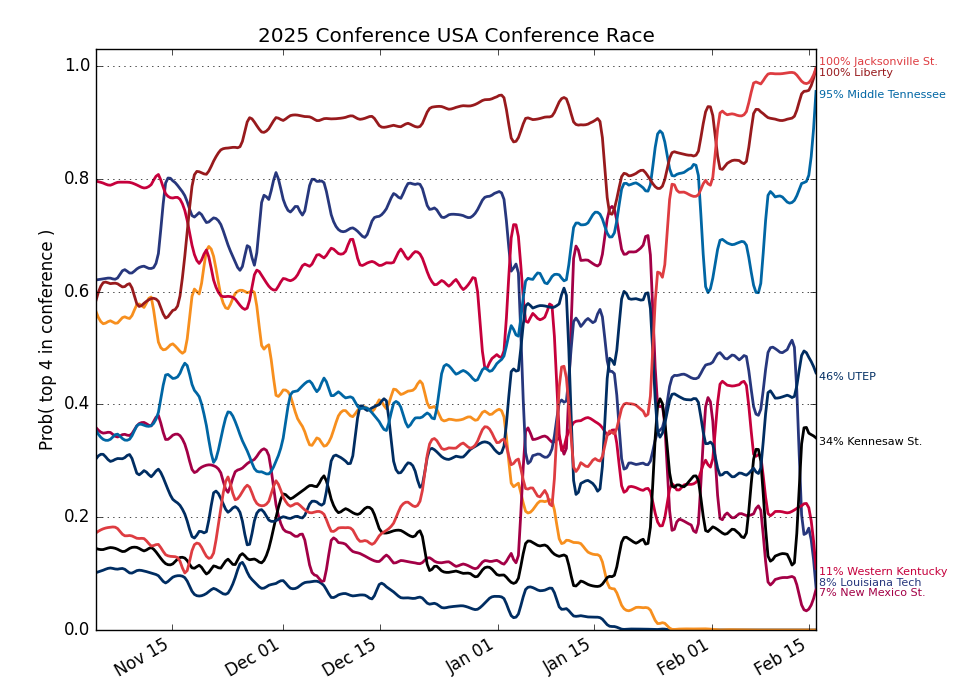 2025 Conference USA Conference Race
Prob( top 4 in conference )
1.0
0.8
0.6
0.4
0.2
0.0
Nov 15
Dec 01
Dec 15
Jan 01
Jan 15
Feb 01
Feb 15
100% Jacksonville St.
100% Liberty
95% Middle Tennessee
46% UTEP
34% Kennesaw St.
11% Western Kentucky
8% Louisiana Tech
7% New Mexico St.